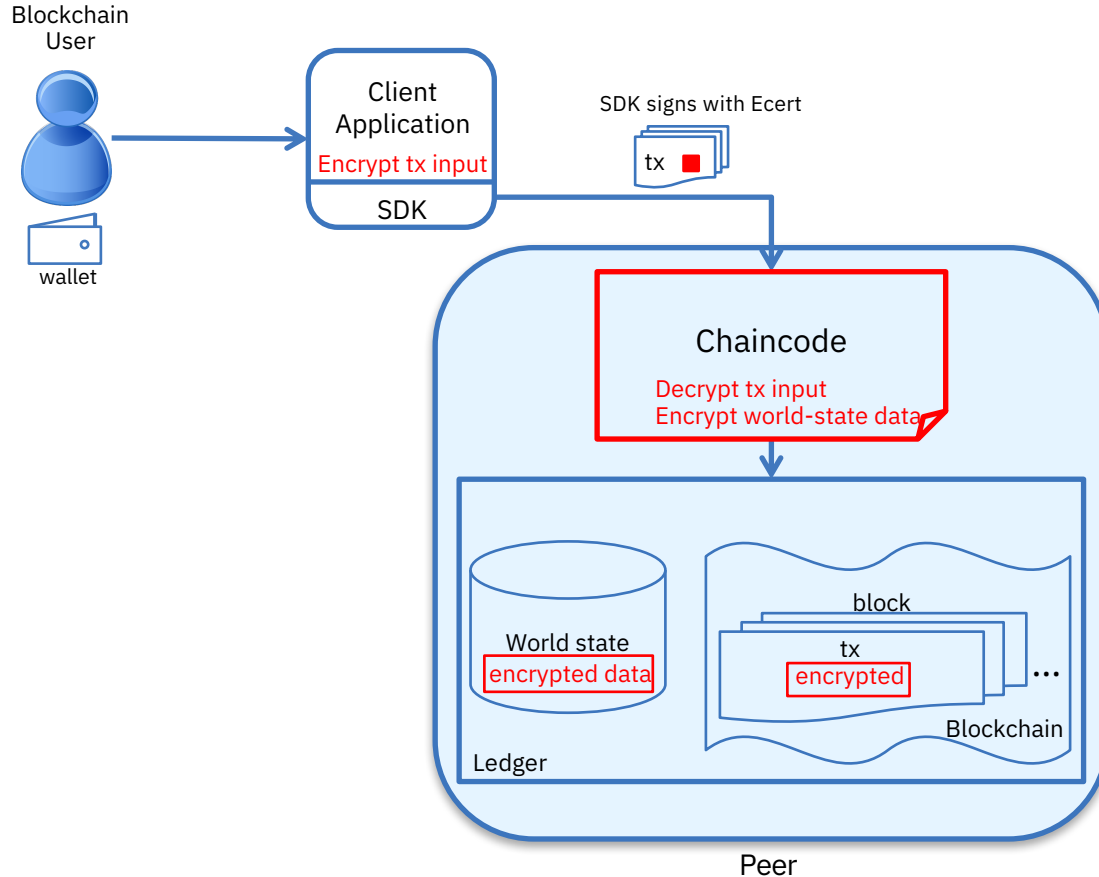 Blockchain
User
wallet
Client
Application
Encrypt tx input
SDK
SDK signs with Ecert
tx
Chaincode
Decrypt tx input
Encrypt world-state data
World state
encrypted data
block
tx
encrypted
...
Blockchain
Ledger
Peer